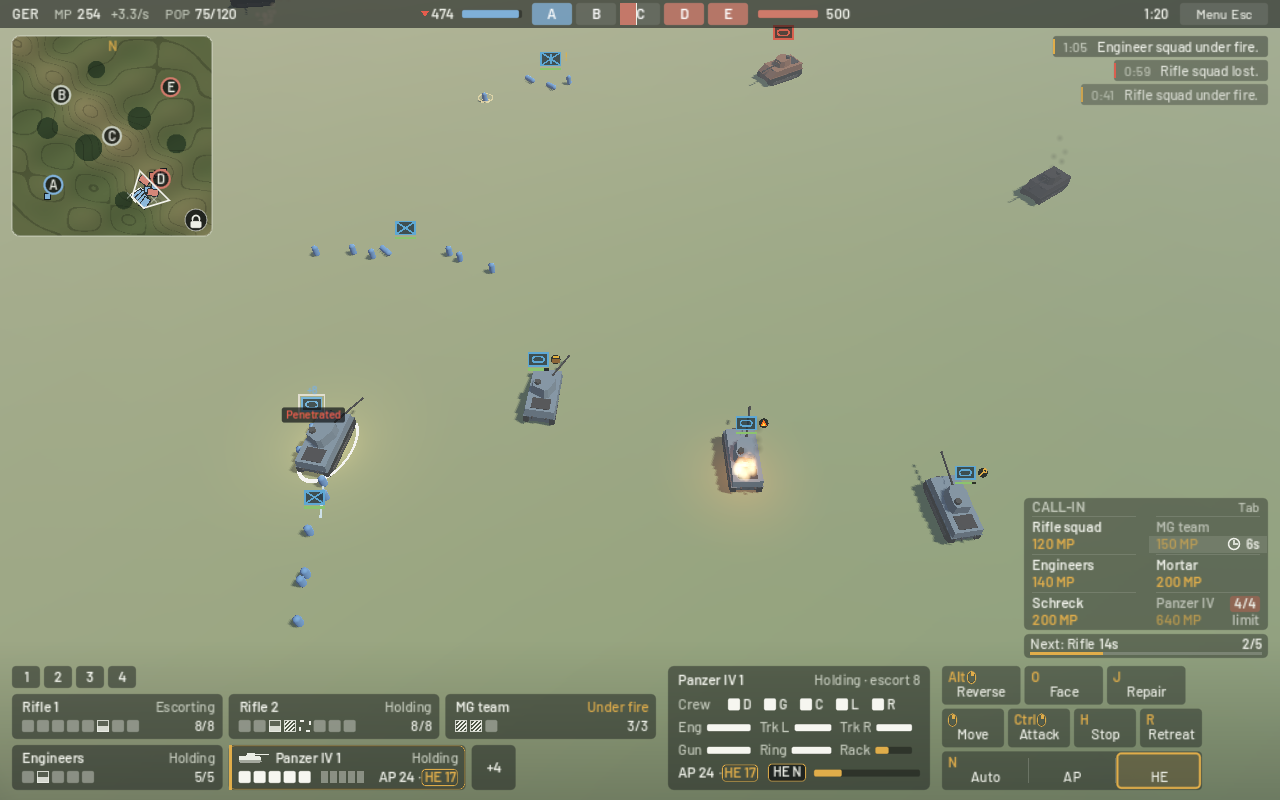 GER MP 254 +3.3/s POP 75/120
474 A B C D E 500
1:20 Menu Esc
N
B
E
C
D
A
1:05 Engineer squad under fire.
0:59 Rifle squad lost.
0:41 Rifle squad under fire.
Penetrated
CALL-IN Tab
Rifle squad MG team
120 MP 150 MP 6s
Engineers Mortar
140 MP 200 MP
Schreck Panzer IV 4/4
200 MP 640 MP limit
Next: Rifle 14s 2/5
1 2 3 4
Rifle 1 Escorting
8/8
Rifle 2 Holding
8/8
MG team Under fire
3/3
Engineers Holding
5/5
Panzer IV 1 Holding
AP 24 · HE 17
+4
Panzer IV 1 Holding · escort 8
Crew D G C L R
Eng Trk L Trk R
Gun Ring Rack
AP 24 · HE 17 HE N
Alt Reverse
O Face
J Repair
Move
Ctrl Attack
H Stop
R Retreat
N Auto AP HE